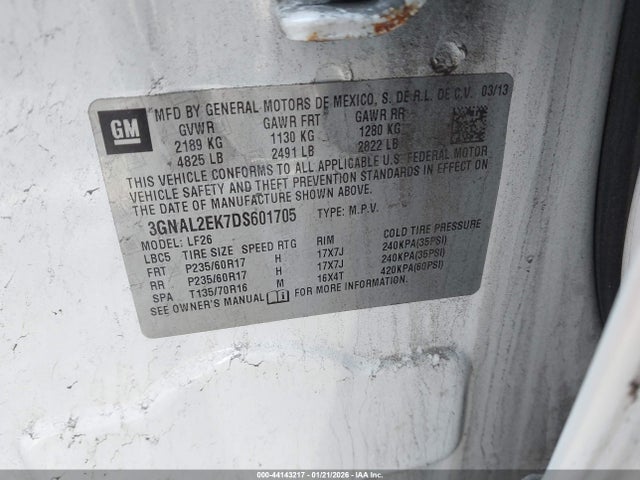 GM
MFD BY GENERAL MOTORS DE MEXICO, S. DE R.L. DE C.V. 03/13
GVWR GAWR FRT GAWR RR
2189 KG 1130 KG 1280 KG
4825 LB 2491 LB 2822 LB
THIS VEHICLE CONFORMS TO ALL APPLICABLE U.S. FEDERAL MOTOR
VEHICLE SAFETY AND THEFT PREVENTION STANDARDS IN EFFECT ON
THE DATE OF MANUFACTURE SHOWN ABOVE.
3GNAL2EK7DS601705 TYPE: M.P.V.
MODEL: LF26
LBC5 TIRE SIZE SPEED RTG RIM COLD TIRE PRESSURE
FRT P235/60R17 H 17X7J 240KPA(35PSI)
RR P235/60R17 H 17X7J 240KPA(35PSI)
SPA T135/70R16 M 16X4T 420KPA(60PSI)
SEE OWNER'S MANUAL FOR MORE INFORMATION.
000-44143217 - 01/21/2026 - IAA INC.